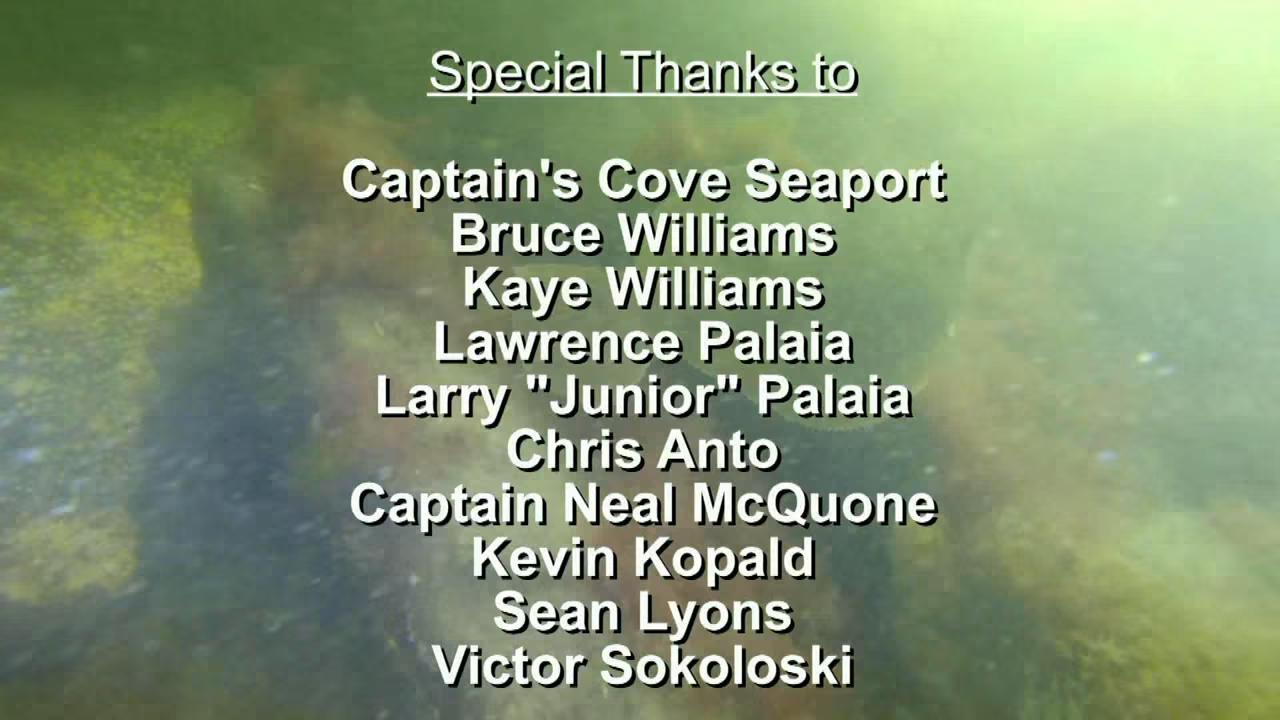 Special Thanks to
Captain's Cove Seaport
Bruce Williams
Kaye Williams
Lawrence Palaia
Larry "Junior" Palaia
Chris Anto
Captain Neal McQuone
Kevin Kopald
Sean Lyons
Victor Sokoloski